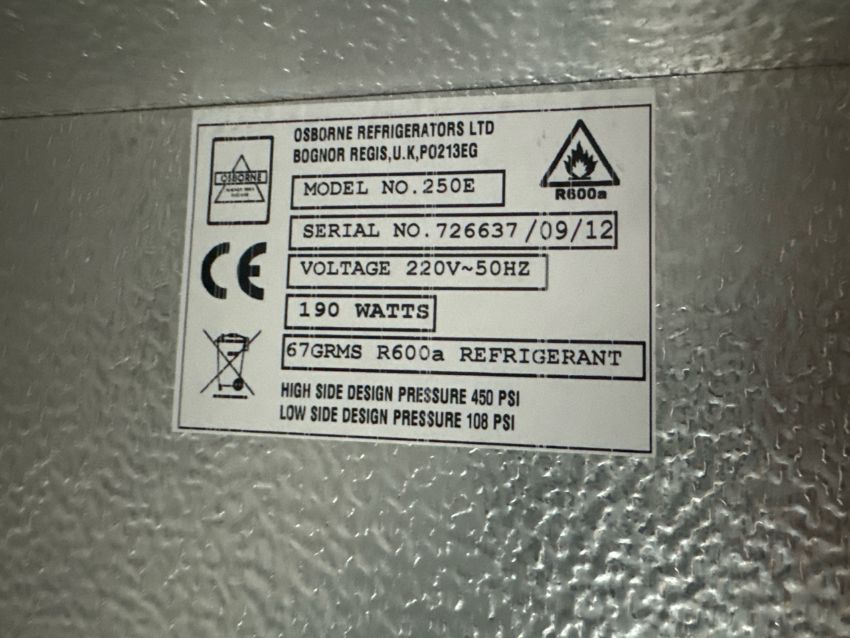 OSBORNE REFRIGERATORS LTD
BOGNOR REGIS,U.K,PO213EG
OSBORNE
R600a
MODEL NO.250E
SERIAL NO.726637/09/12
CE
VOLTAGE 220V~50HZ
190 WATTS
67GRMS R600a REFRIGERANT
HIGH SIDE DESIGN PRESSURE 450 PSI
LOW SIDE DESIGN PRESSURE 108 PSI